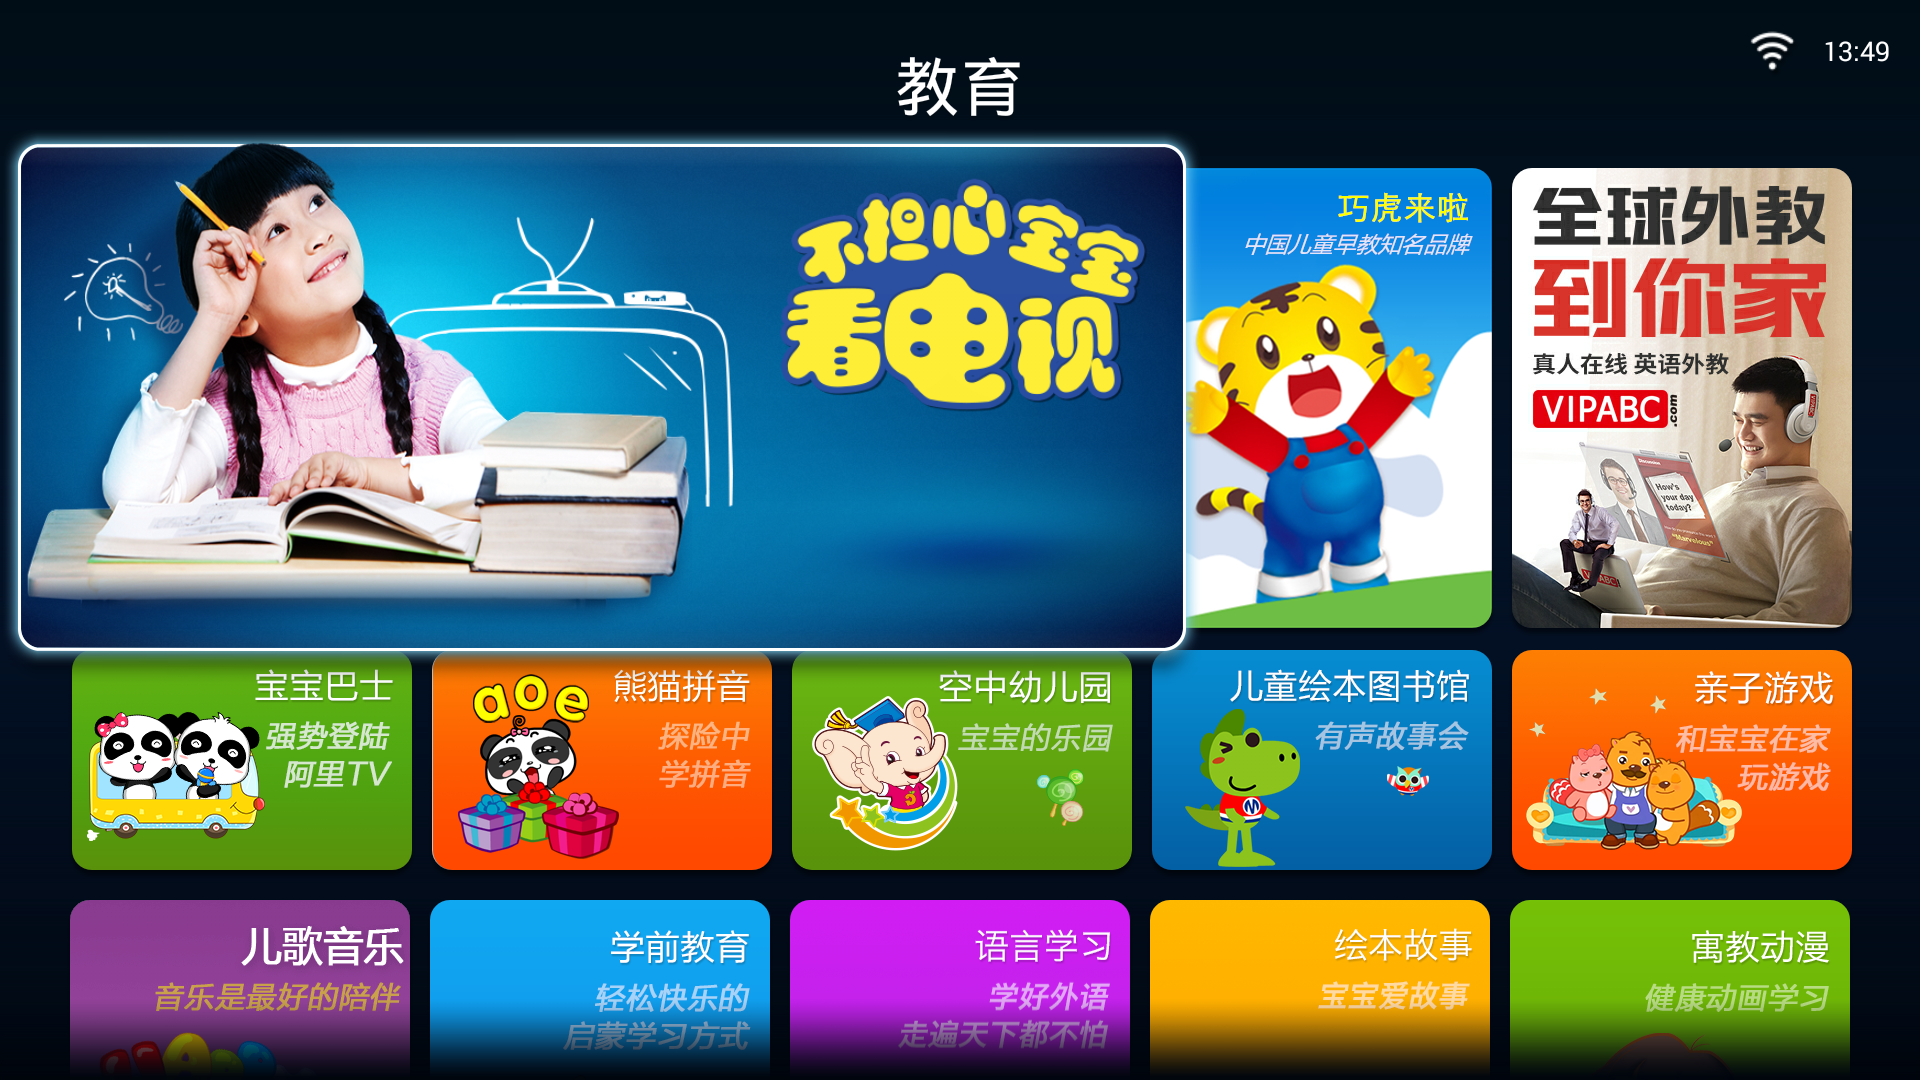 13:49
教育
不担心宝宝
看电视
巧虎来啦
中国儿童早教知名品牌
全球外教
到你家
真人在线 英语外教
VIPABC.com
How's
your day
today?
"Marvelous"
宝宝巴士
强势登陆
阿里TV
aoe
熊猫拼音
探险中
学拼音
空中幼儿园
宝宝的乐园
儿童绘本图书馆
有声故事会
M
亲子游戏
和宝宝在家
玩游戏
儿歌音乐
音乐是最好的陪伴
学前教育
轻松快乐的
启蒙学习方式
语言学习
学好外语
走遍天下都不怕
绘本故事
宝宝爱故事
寓教动漫
健康动画学习